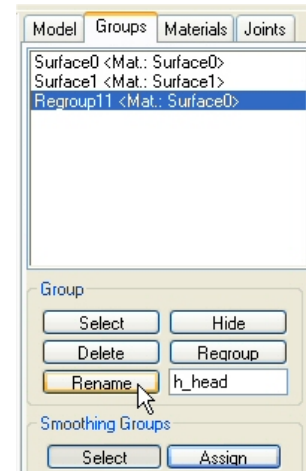 Model Groups Materials Joints
Surface0 <Mat.: Surface0>
Surface1 <Mat.: Surface1>
Regroup11 <Mat.: Surface0>
Group
Select Hide
Delete Regroup
Rename h_head
Smoothing Groups
Select Assign